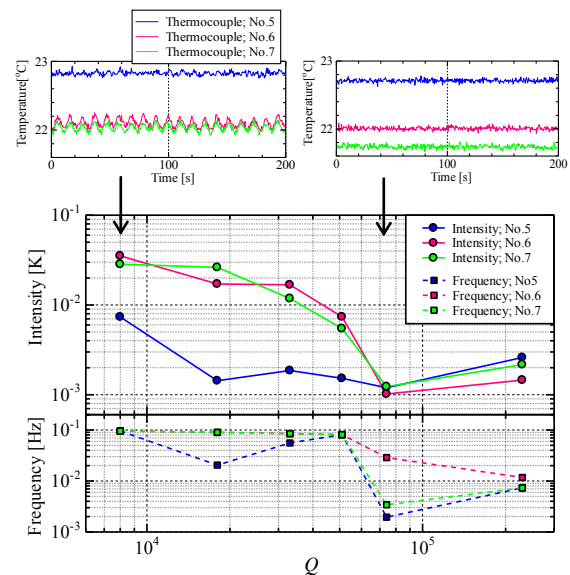 Thermocouple; No.5
Thermocouple; No.6
Thermocouple; No.7
23
22
Temperature[°C]
0
100
200
Time [s]
23
22
Temperature[°C]
0
100
200
Time [s]
10⁻¹
10⁻²
10⁻³
Intensity [K]
Intensity; No.5
Intensity; No.6
Intensity; No.7
Frequency; No5
Frequency; No.6
Frequency; No.7
10⁻¹
10⁻²
10⁻³
Frequency [Hz]
10⁴
10⁵
Q